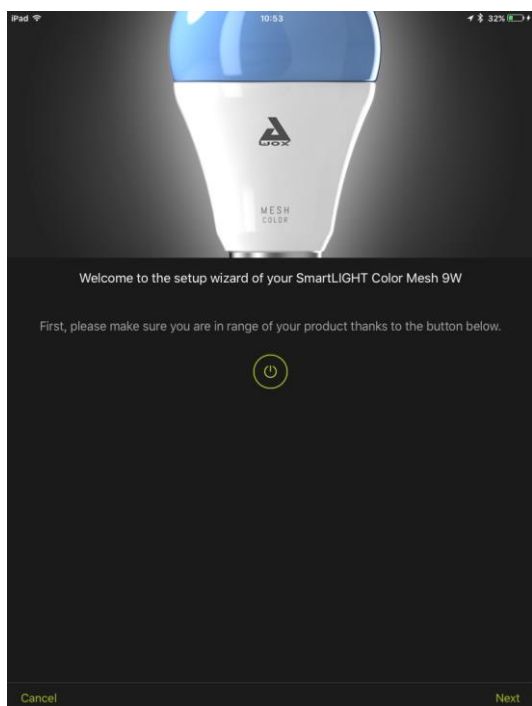 iPad
10:53
32%
AWOX
MESH
COLOR
Welcome to the setup wizard of your SmartLIGHT Color Mesh 9W
First, please make sure you are in range of your product thanks to the button below.
Cancel
Next